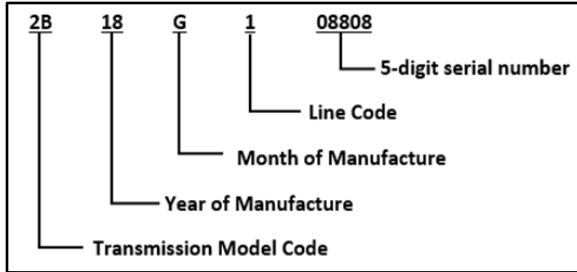 2B 18 G 1 08808
5-digit serial number
Line Code
Month of Manufacture
Year of Manufacture
Transmission Model Code